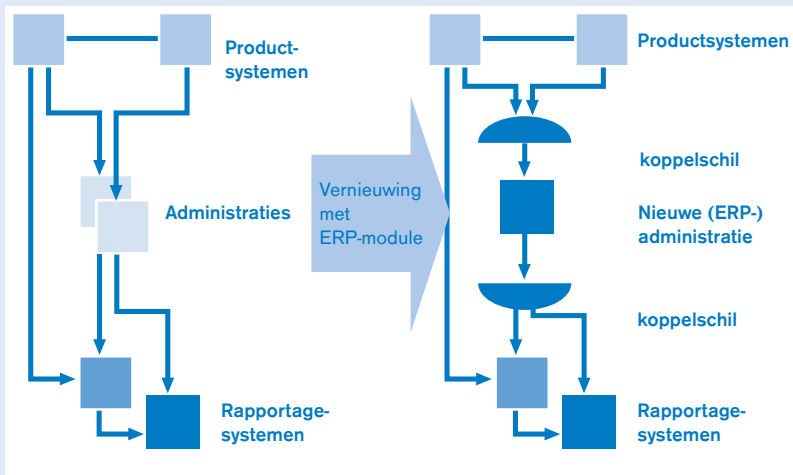 Product-
systemen
Administraties
Rapportage-
systemen
Vernieuwing
met
ERP-module
Productsystemen
koppelschil
Nieuwe (ERP-)
administratie
koppelschil
Rapportage-
systemen